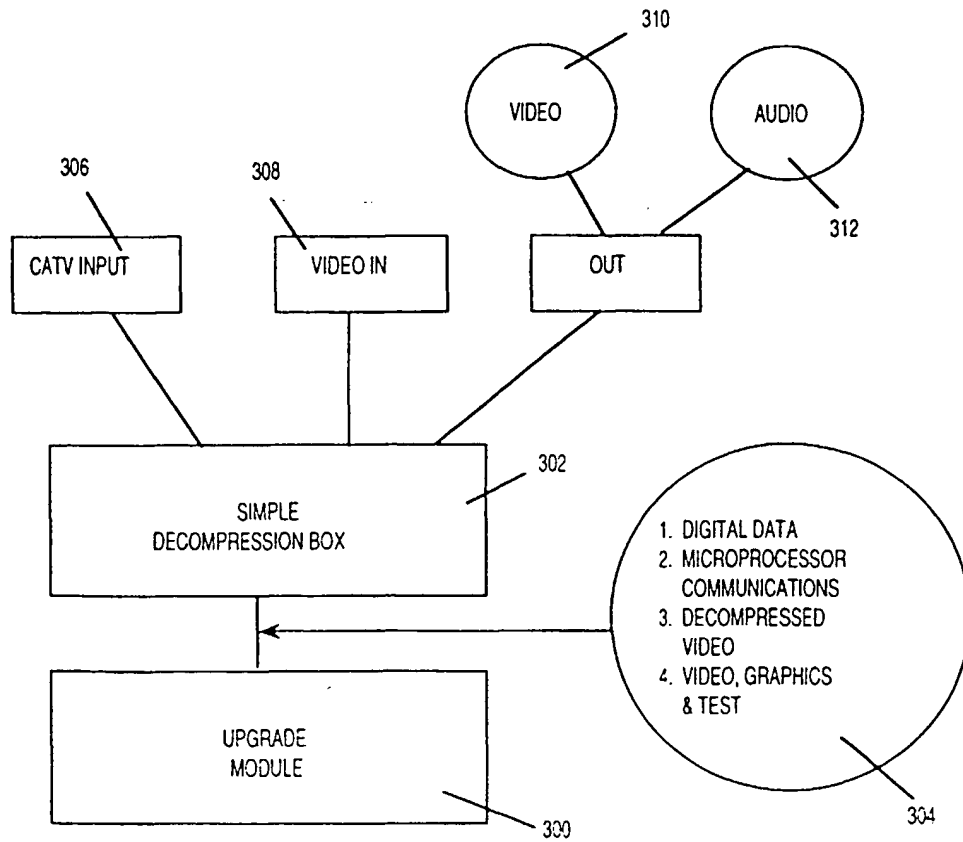 310
VIDEO
AUDIO
306
308
312
CATV INPUT
VIDEO IN
OUT
302
SIMPLE
DECOMPRESSION BOX
1. DIGITAL DATA
2. MICROPROCESSOR
COMMUNICATIONS
3. DECOMPRESSED
VIDEO
4. VIDEO, GRAPHICS
& TEST
UPGRADE
MODULE
300
304